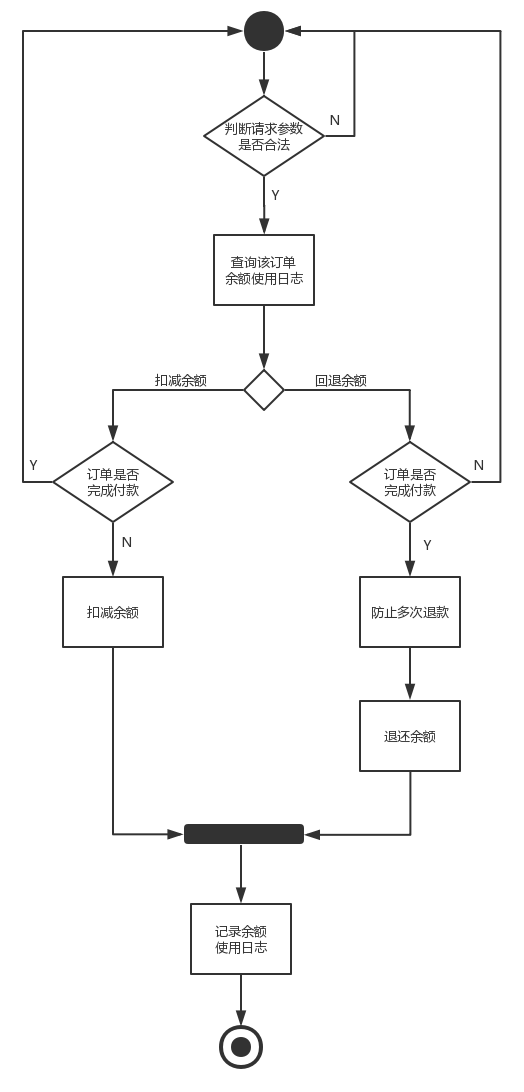 判断请求参数
是否合法
N
Y
查询该订单
余额使用日志
扣减余额
回退余额
Y
订单是否
完成付款
订单是否
完成付款
N
N
Y
扣减余额
防止多次退款
退还余额
记录余额
使用日志